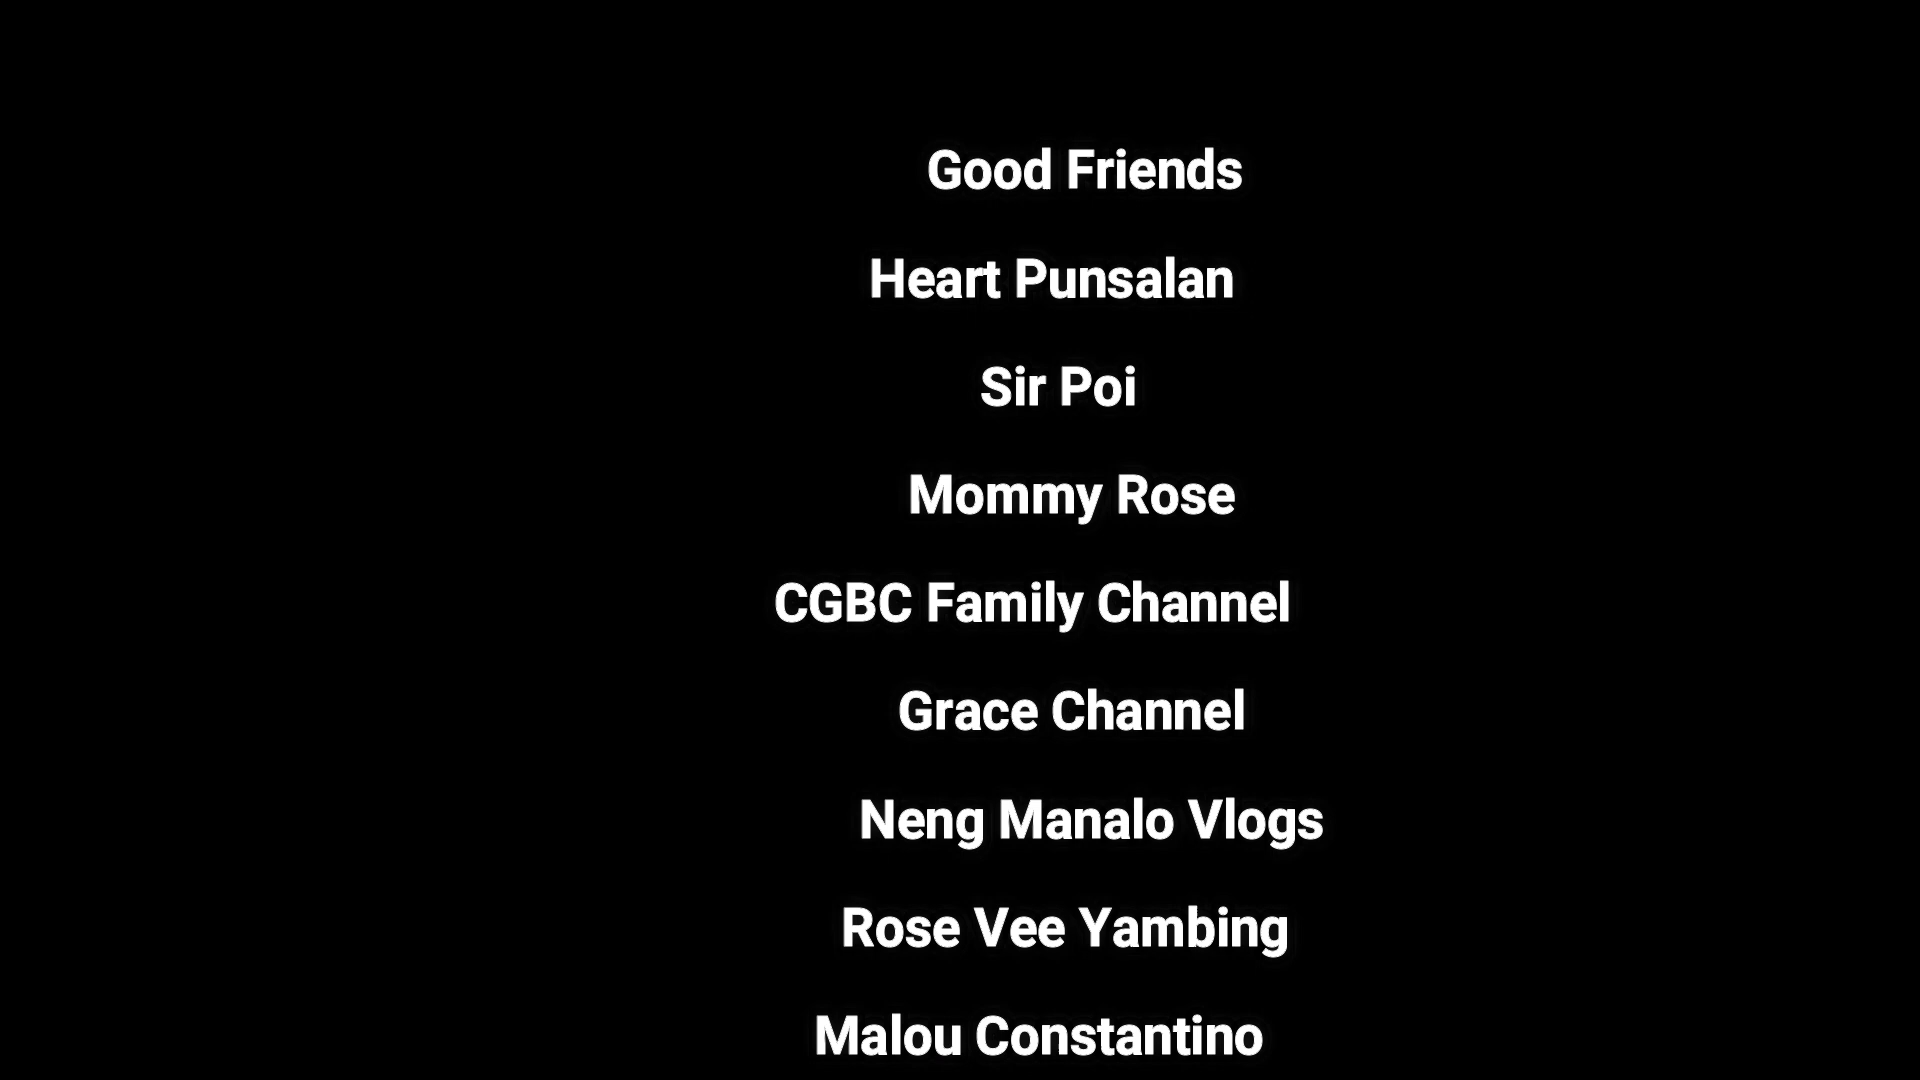 Good Friends
Heart Punsalan
Sir Poi
Mommy Rose
CGBC Family Channel
Grace Channel
Neng Manalo Vlogs
Rose Vee Yambing
Malou Constantino